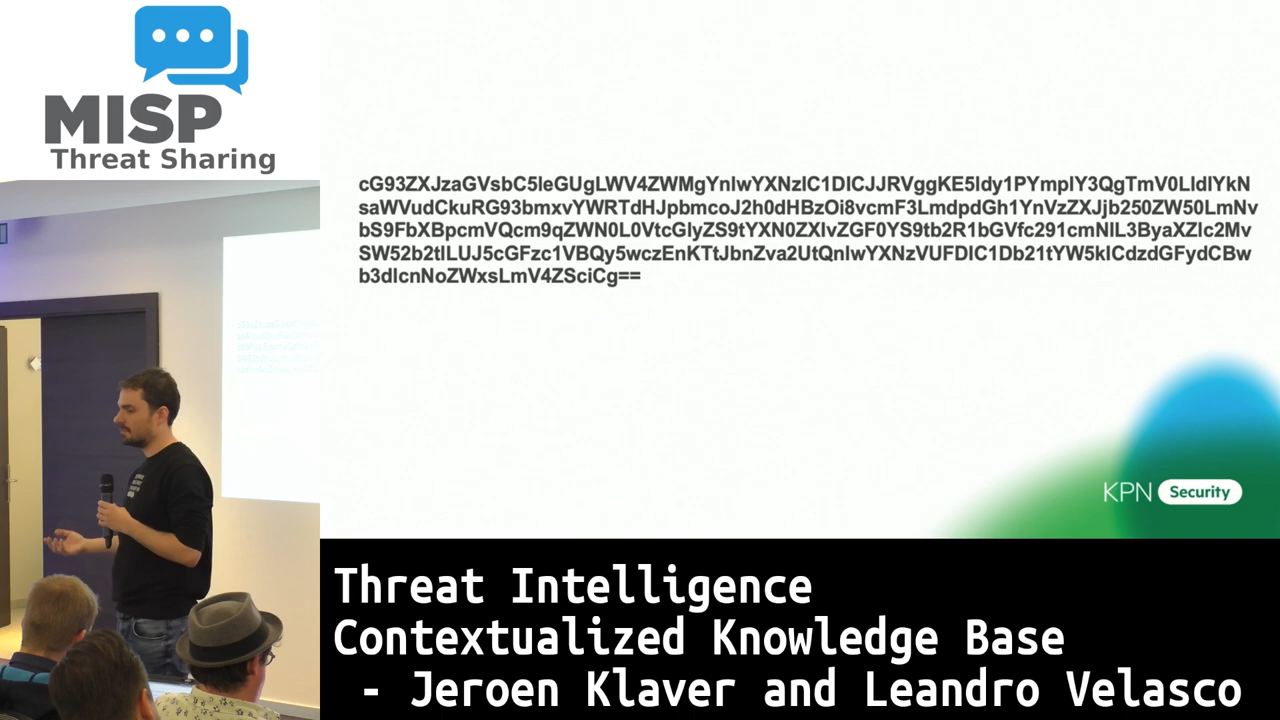 MISP
Threat Sharing
cG93ZXJzaGVsbC5leGUgLWV4ZWMgYnlwYXNzIC1DICJJRVggKE5ldy1PYmplY3QgTmV0LldlYkN
saWVudCkuRG93bmxvYWRTdHJpbmcoJ2h0dHBzOi8vcmF3LmdpdGh1YnVzZXJjb250ZW50LmNv
bS9FbXBpcmVQcm9qZWN0L0VtcGlyZS9tYXN0ZXIvZGF0YS9tb2R1bGVfc291cmNlL3ByaXZlc2Mv
SW52b2tlLUJ5cGFzc1VBQy5wczEnKTtJbnZva2UtQnlwYXNzVUFDIC1Db21tYW5kICdzdGFydCBw
b3dlcnNoZWxsLmV4ZSciCg==
KPN Security
Threat Intelligence
Contextualized Knowledge Base
- Jeroen Klaver and Leandro Velasco